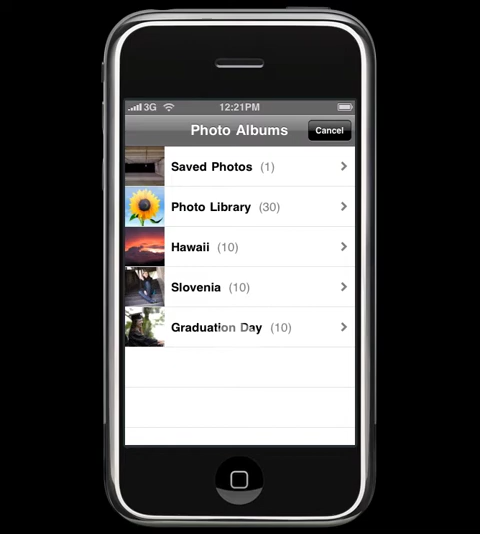 3G 12:21PM
Photo Albums Cancel
Saved Photos (1)
Photo Library (30)
Hawaii (10)
Slovenia (10)
Graduation Day (10)